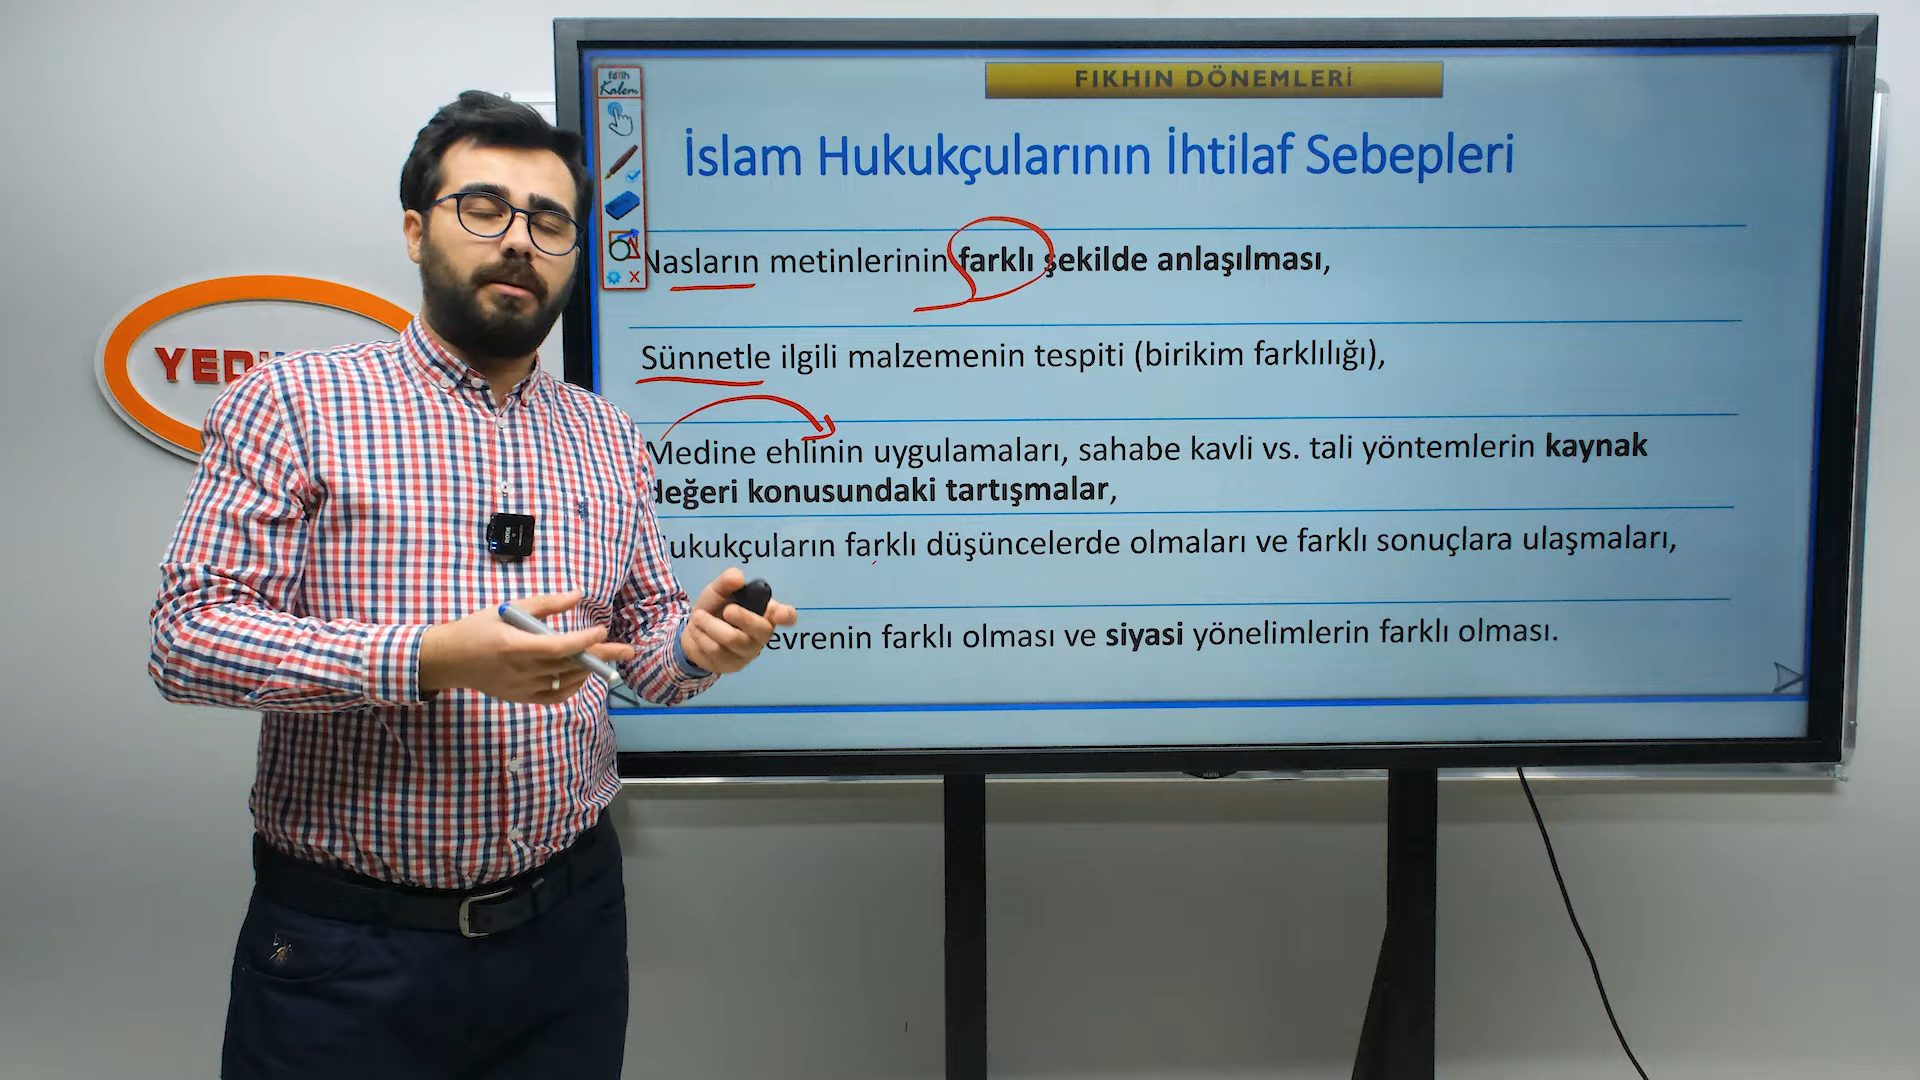 FIKHIN DÖNEMLERİ
fatih
Kalem
İslam Hukukçularının İhtilaf Sebepleri
Nasların metinlerinin farklı şekilde anlaşılması,
Sünnetle ilgili malzemenin tespiti (birikim farklılığı),
Medine ehlinin uygulamaları, sahabe kavli vs. tali yöntemlerin kaynak
değeri konusundaki tartışmalar,
ukukçuların farklı düşüncelerde olmaları ve farklı sonuçlara ulaşmaları,
evrenin farklı olması ve siyasi yönelimlerin farklı olması.
YED